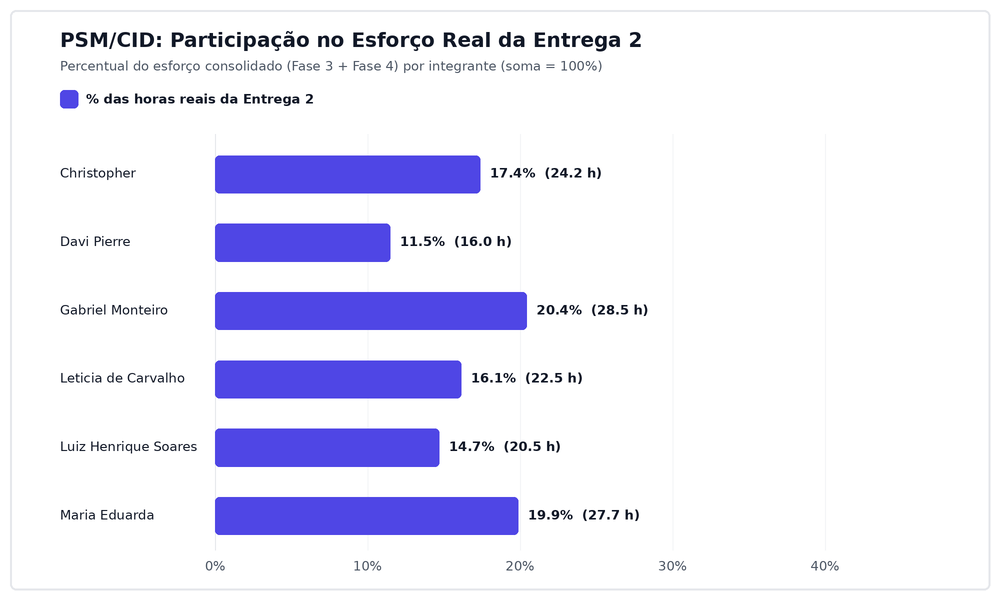 PSM/CID: Participação no Esforço Real da Entrega 2
Percentual do esforço consolidado (Fase 3 + Fase 4) por integrante (soma = 100%)
% das horas reais da Entrega 2
Christopher 17.4% (24.2 h)
Davi Pierre 11.5% (16.0 h)
Gabriel Monteiro 20.4% (28.5 h)
Leticia de Carvalho 16.1% (22.5 h)
Luiz Henrique Soares 14.7% (20.5 h)
Maria Eduarda 19.9% (27.7 h)
0% 10% 20% 30% 40%